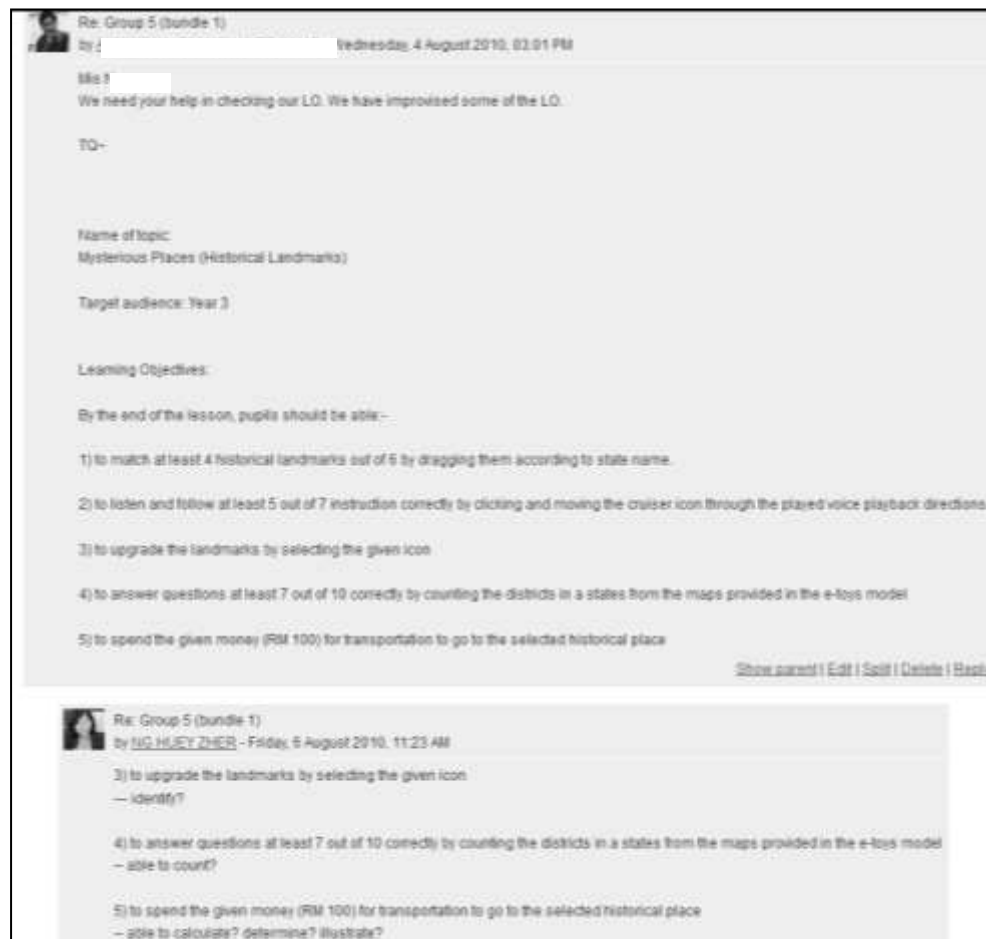 Re: Group 5 (bundle 1)
by Wednesday, 4 August 2010, 03:01 PM
Mis
We need your help in checking our LO. We have improvised some of the LO.
TQ~
Name of topic:
Mysterious Places (Historical Landmarks)
Target audience: Year 3
Learning Objectives:
By the end of the lesson, pupils should be able:-
1) to match at least 4 historical landmarks out of 6 by dragging them according to state name.
2) to listen and follow at least 5 out of 7 instruction correctly by clicking and moving the cruiser icon through the played voice playback directions
3) to upgrade the landmarks by selecting the given icon
4) to answer questions at least 7 out of 10 correctly by counting the districts in a states from the maps provided in the e-toys model
5) to spend the given money (RM 100) for transportation to go to the selected historical place
Show parent | Edit | Split | Delete | Repl
Re: Group 5 (bundle 1)
by NG HUEY ZHER - Friday, 6 August 2010, 11:23 AM
3) to upgrade the landmarks by selecting the given icon
--- identify?
4) to answer questions at least 7 out of 10 correctly by counting the districts in a states from the maps provided in the e-toys model
-- able to count?
5) to spend the given money (RM 100) for transportation to go to the selected historical place
-- able to calculate? determine? illustrate?